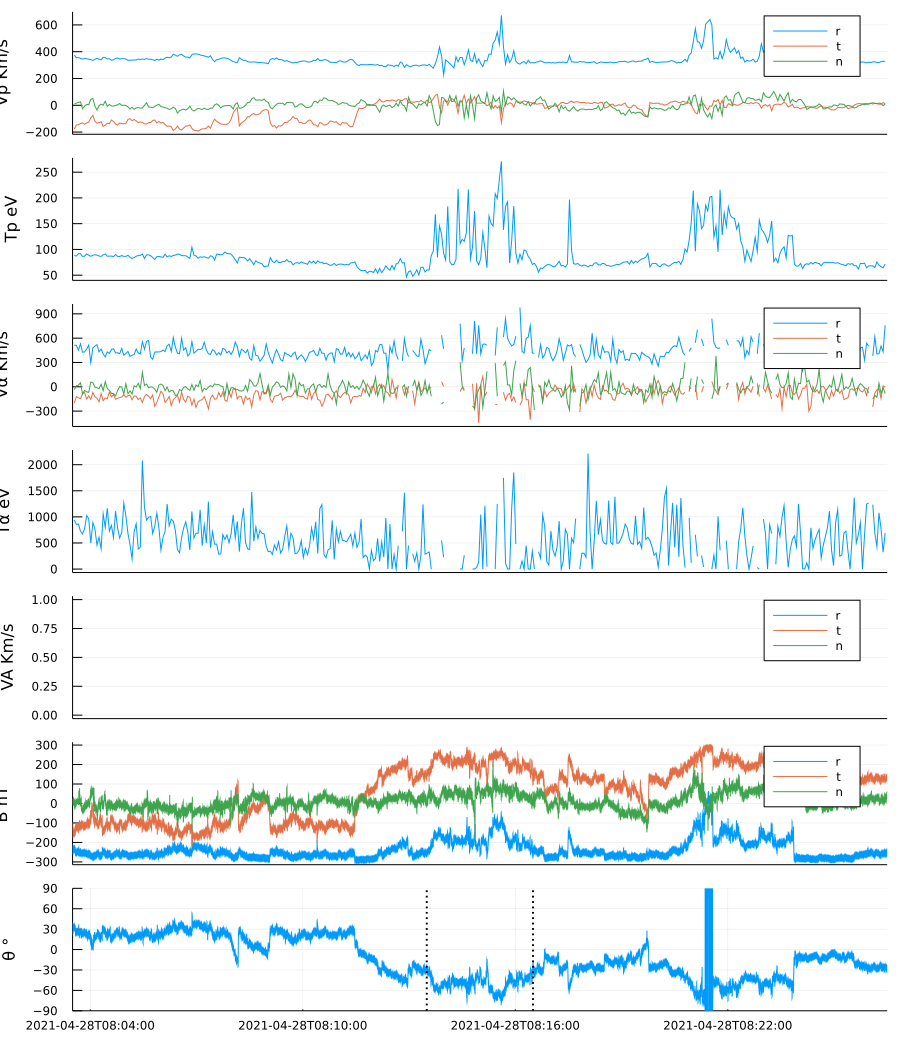 Vp Km/s
600
400
200
0
−200
r
t
n
Tp eV
250
200
150
100
50
Vα Km/s
900
600
300
0
−300
r
t
n
Tα eV
2000
1500
1000
500
0
VA Km/s
1.00
0.75
0.50
0.25
0.00
r
t
n
B nT
300
200
100
0
−100
−200
−300
r
t
n
θ °
90
60
30
0
−30
−60
−90
2021-04-28T08:04:00
2021-04-28T08:10:00
2021-04-28T08:16:00
2021-04-28T08:22:00